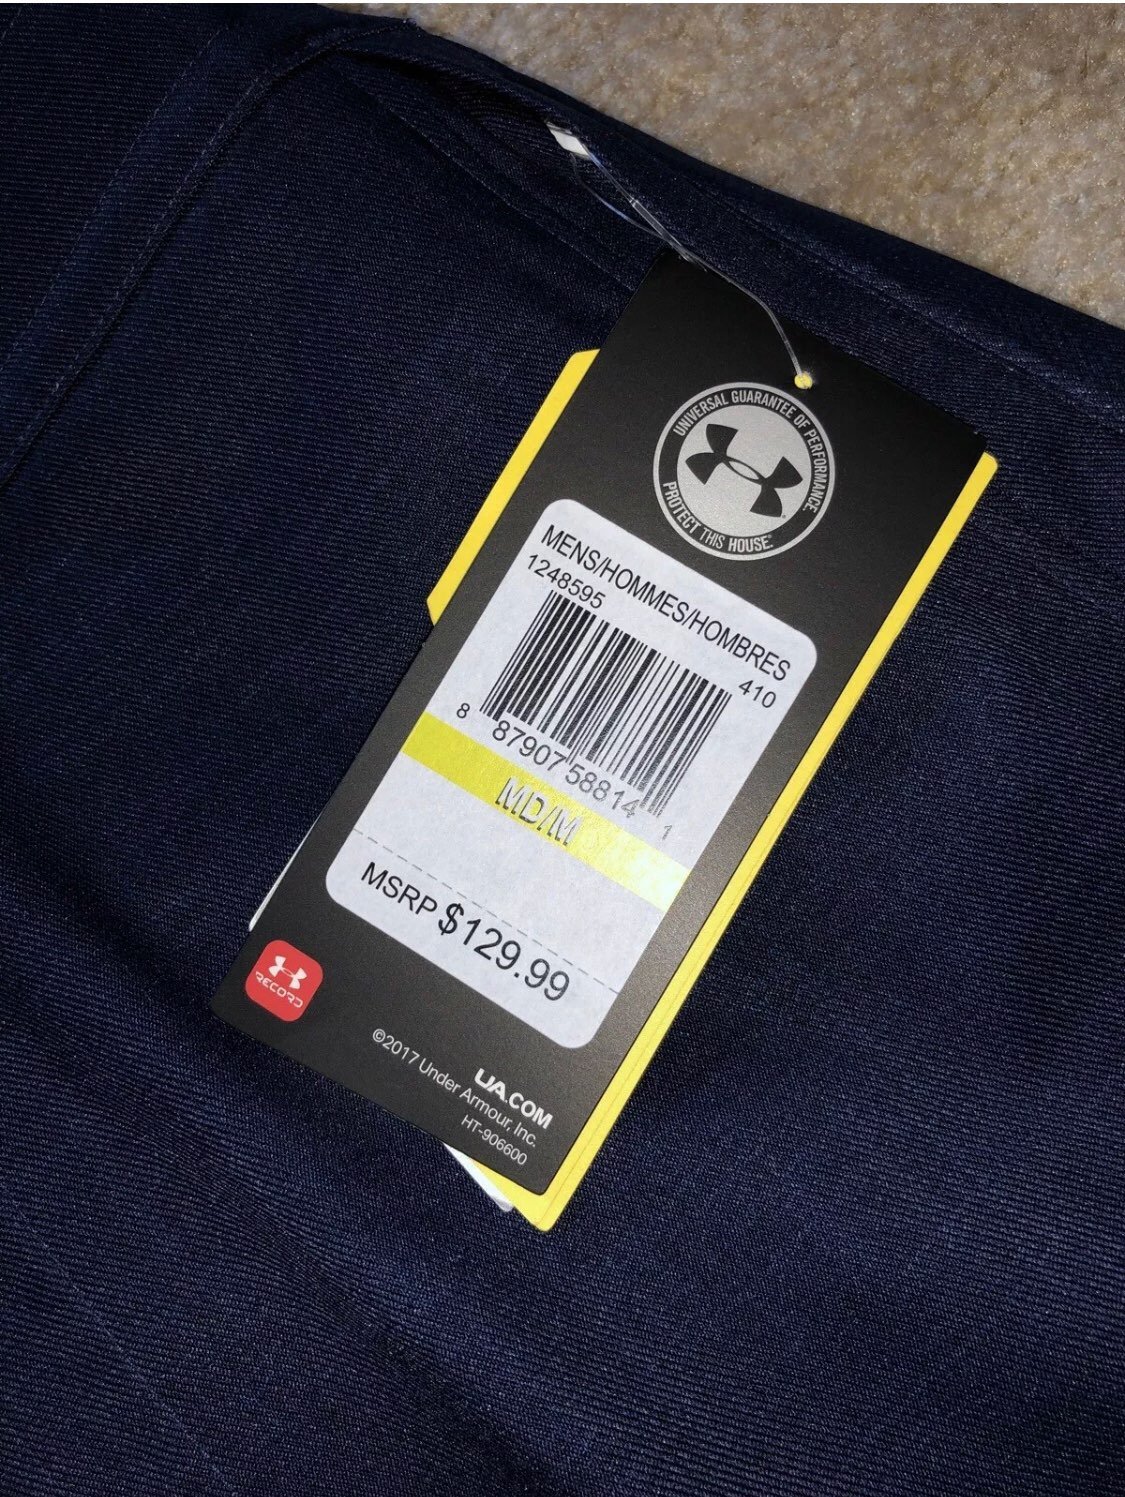 UNIVERSAL GUARANTEE OF PERFORMANCE.
PROTECT THIS HOUSE.
MENS/HOMMES/HOMBRES
1248595
410
8 87907 58814 1
MD/M
MSRP $129.99
RECORD
UA.COM
©2017 Under Armour, Inc.
HT-906600